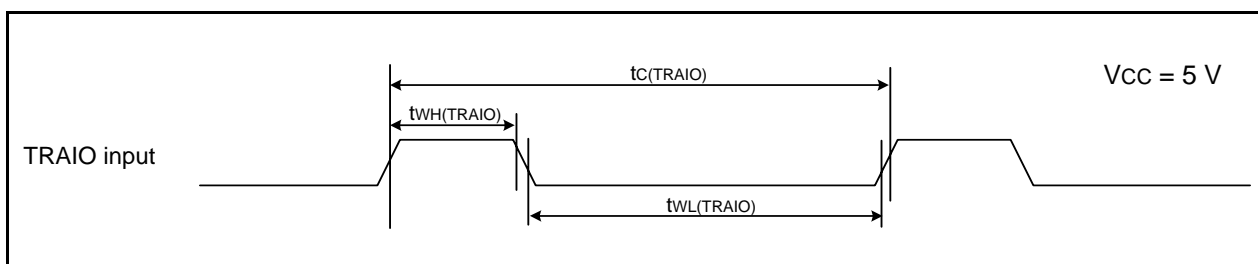 tC(TRAIO)
VCC = 5 V
tWH(TRAIO)
TRAIO input
tWL(TRAIO)